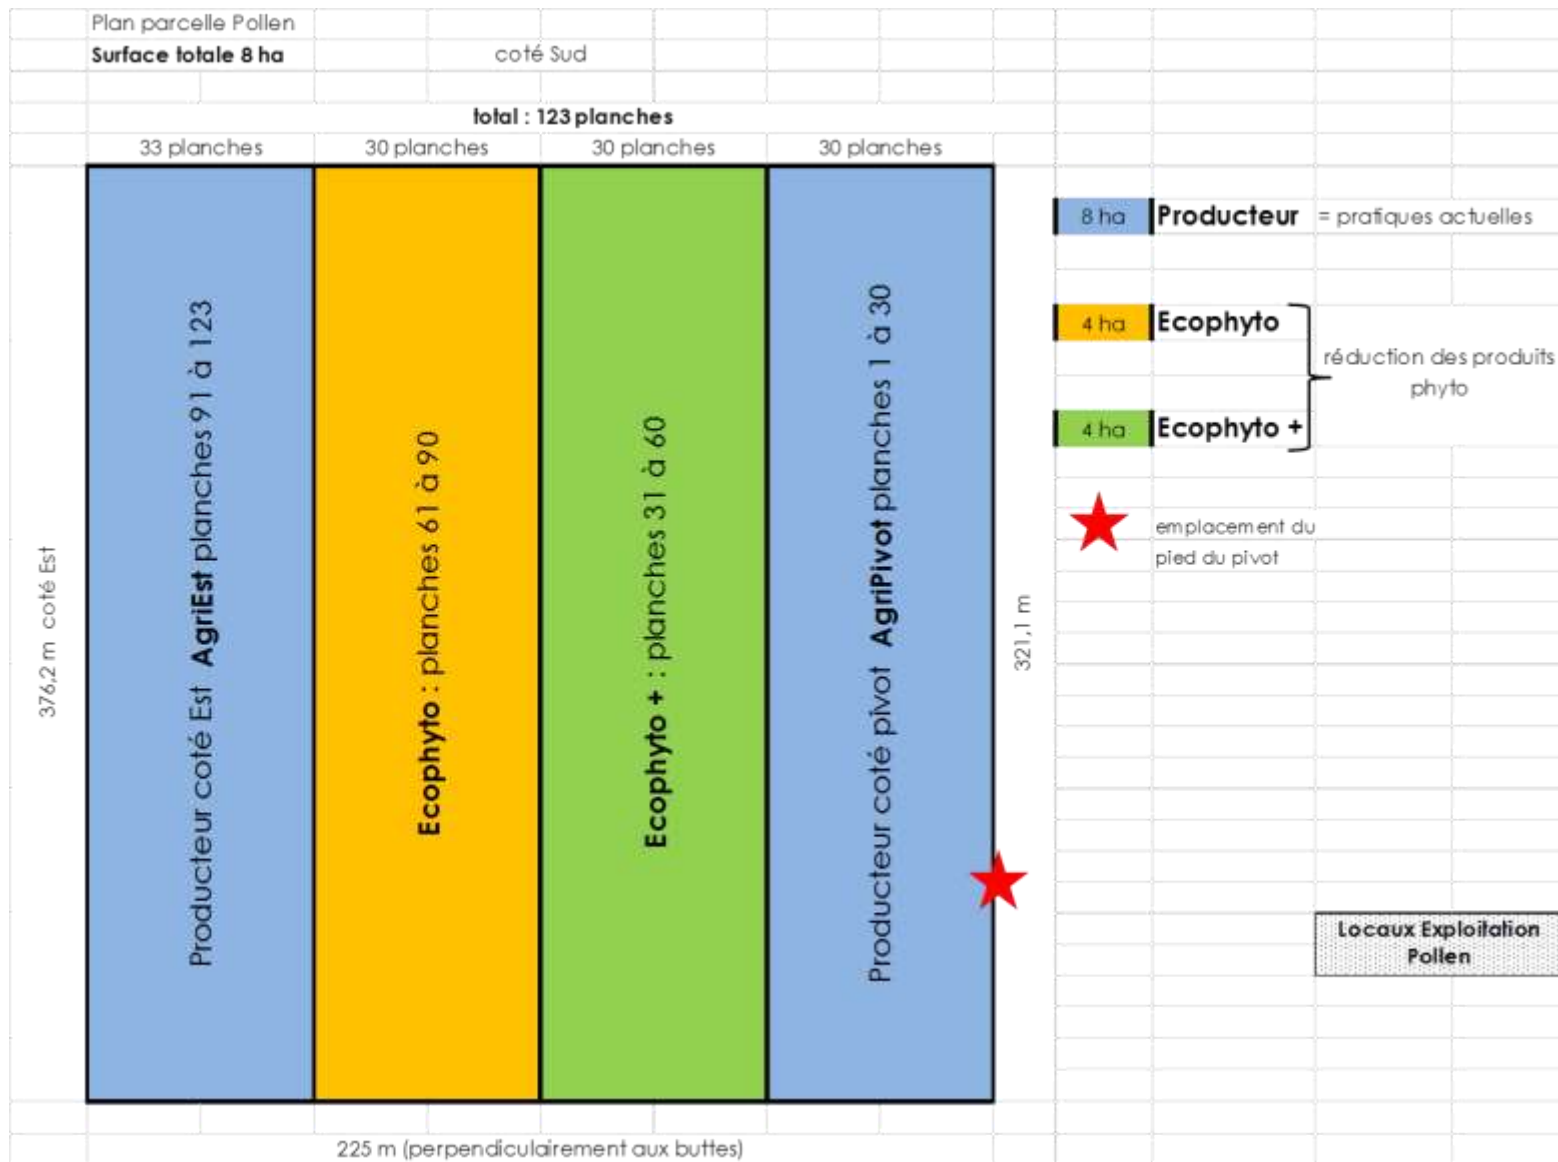 Plan parcelle Pollen
Surface totale 8 ha
coté Sud
total : 123 planches
33 planches
30 planches
30 planches
30 planches
376,2 m coté Est
Producteur coté Est AgriEst planches 91 à 123
Ecophyto : planches 61 à 90
Ecophyto + : planches 31 à 60
Producteur coté pivot AgriPivot planches 1 à 30
321,1 m
225 m (perpendiculairement aux buttes)
8 ha Producteur = pratiques actuelles
4 ha Ecophyto
réduction des produits
phyto
4 ha Ecophyto +
emplacement du
pied du pivot
Locaux Exploitation
Pollen